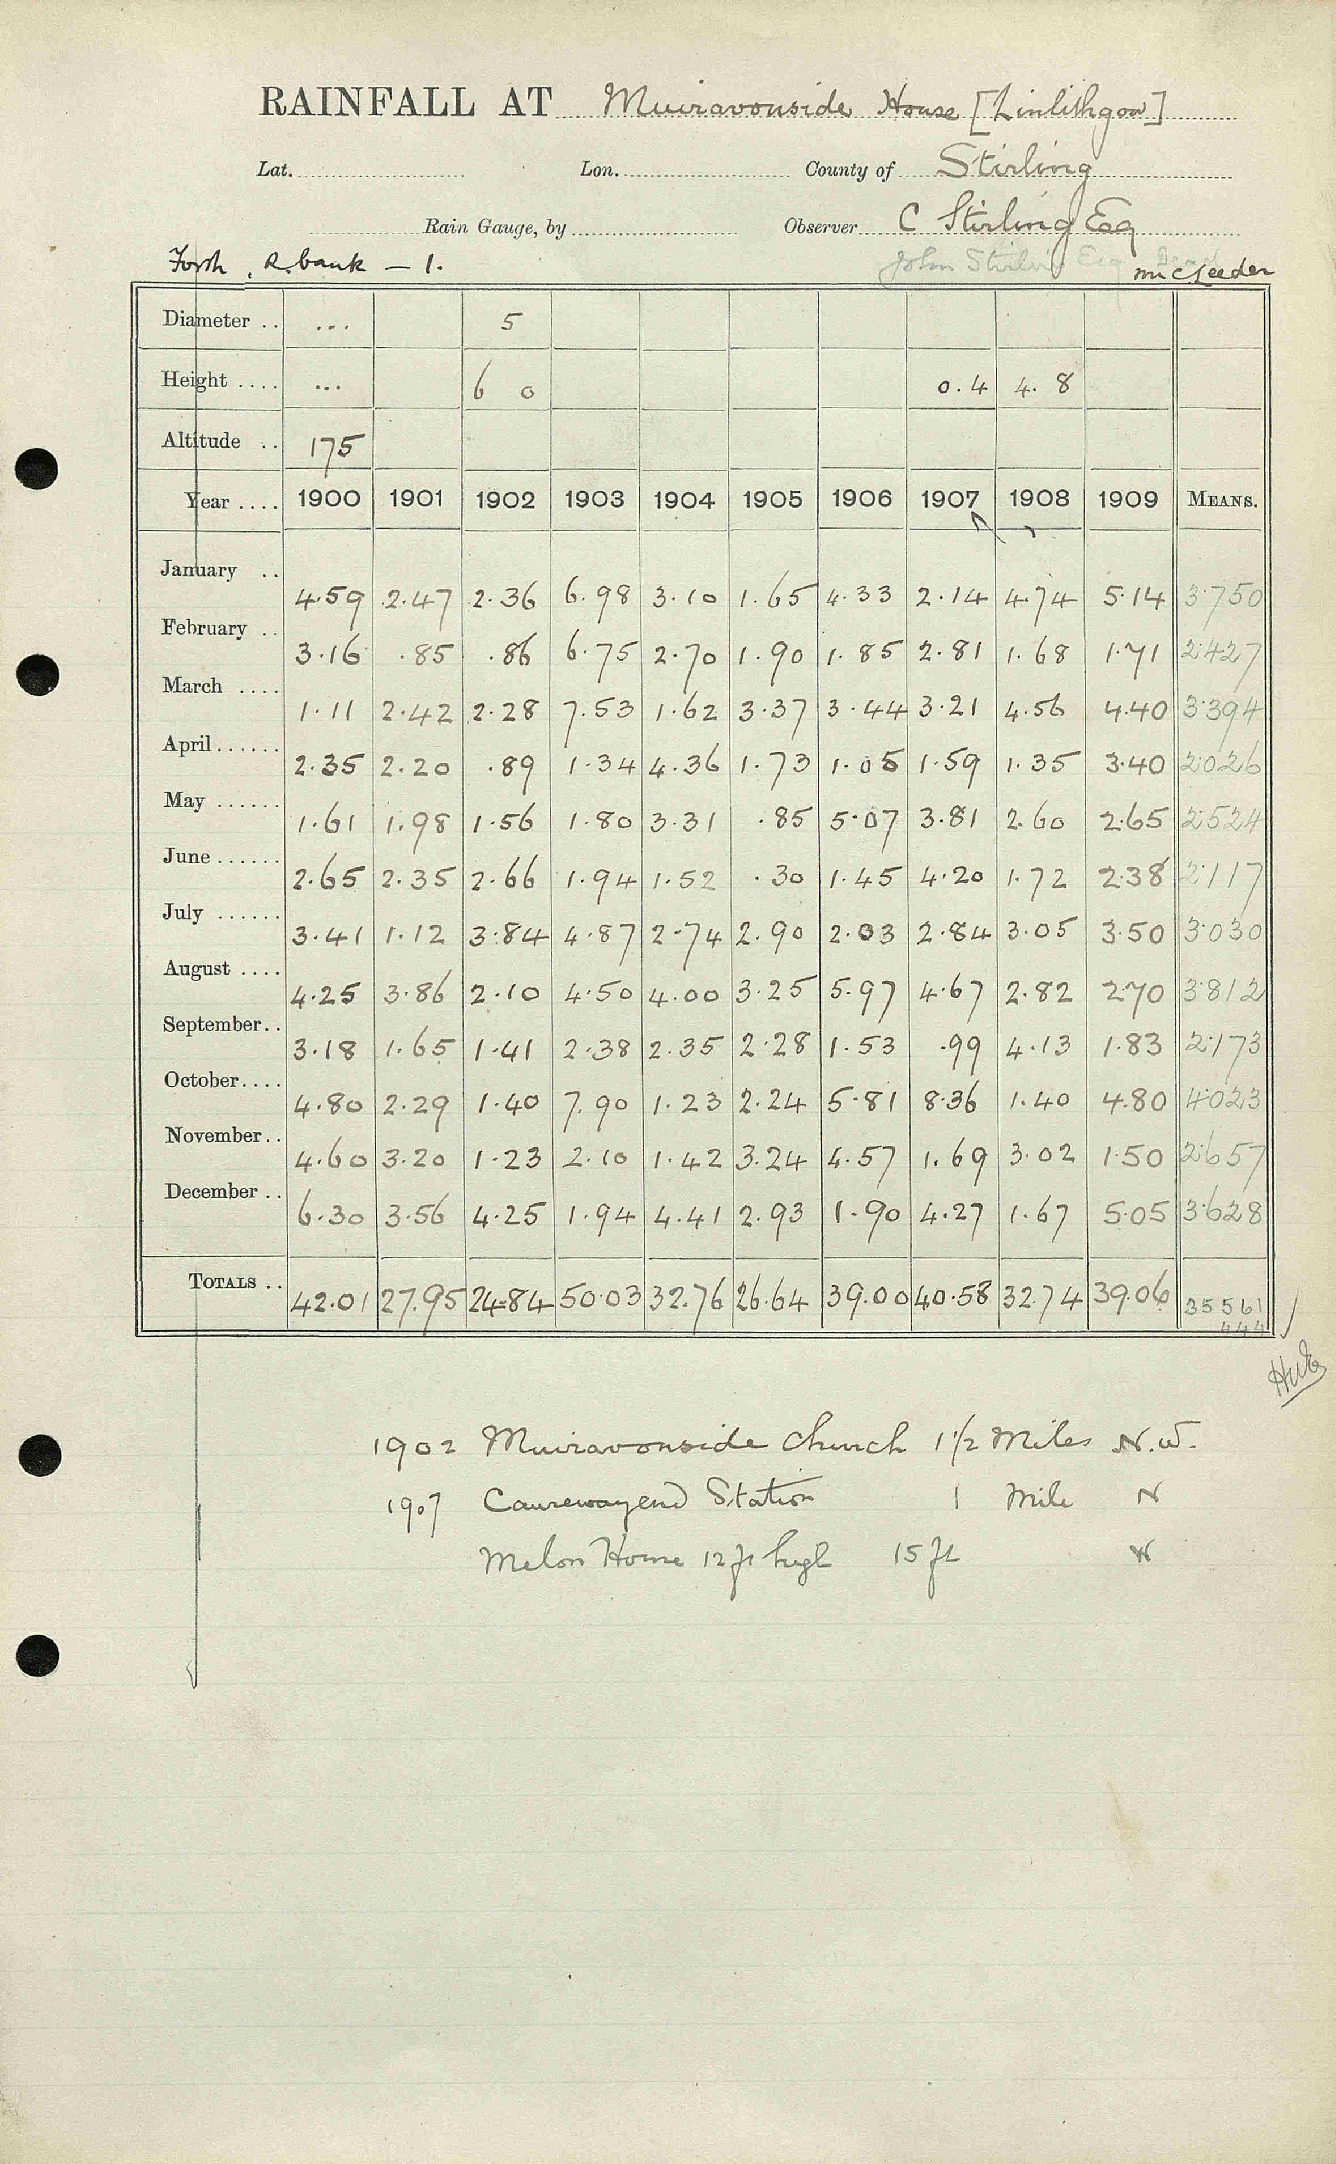 RAINFALL AT Muiravonside House [Linlithgow]
Lat. Lon. County of Stirling
Rain Gauge, by Observer C Stirling Esq
Forth, R. bank - 1. John Stirling Esq Dead
Diameter .. ... 5
Height .... ... 6 0 0.4 4.8
Altitude .. 175
Year .... 1900 1901 1902 1903 1904 1905 1906 1907 1908 1909 MEANS.
January .. 4.59 2.47 2.36 6.98 3.10 1.65 4.33 2.14 4.74 5.14 3.750
February .. 3.16 .85 .86 6.75 2.70 1.90 1.85 2.81 1.68 1.71 2.427
March .... 1.11 2.42 2.28 7.53 1.62 3.37 3.44 3.21 4.56 4.40 3.394
April...... 2.35 2.20 .89 1.34 4.36 1.73 1.05 1.59 1.35 3.40 2.026
May ...... 1.61 1.98 1.56 1.80 3.31 .85 5.07 3.81 2.60 2.65 2.524
June...... 2.65 2.35 2.66 1.94 1.52 .30 1.45 4.20 1.72 2.38 2.117
July ...... 3.41 1.12 3.84 4.87 2.74 2.90 2.03 2.84 3.05 3.50 3.030
August .... 4.25 3.86 2.10 4.50 4.00 3.25 5.97 4.67 2.82 2.70 3.812
September.. 3.18 1.65 1.41 2.38 2.35 2.28 1.53 .99 4.13 1.83 2.173
October.... 4.80 2.29 1.40 7.90 1.23 2.24 5.81 8.36 1.40 4.80 4.023
November.. 4.60 3.20 1.23 2.10 1.42 3.24 4.57 1.69 3.02 1.50 2.657
December .. 6.30 3.56 4.25 1.94 4.41 2.93 1.90 4.27 1.67 5.05 3.628
TOTALS .. 42.01 27.95 24.84 50.03 32.76 26.64 39.00 40.58 32.74 39.06 35 561
444
1902 Muiravonside Church 1 1/2 Miles N.W.
1907 Causewayend Station 1 Mile N
Melon House 12 ft high 15 ft W